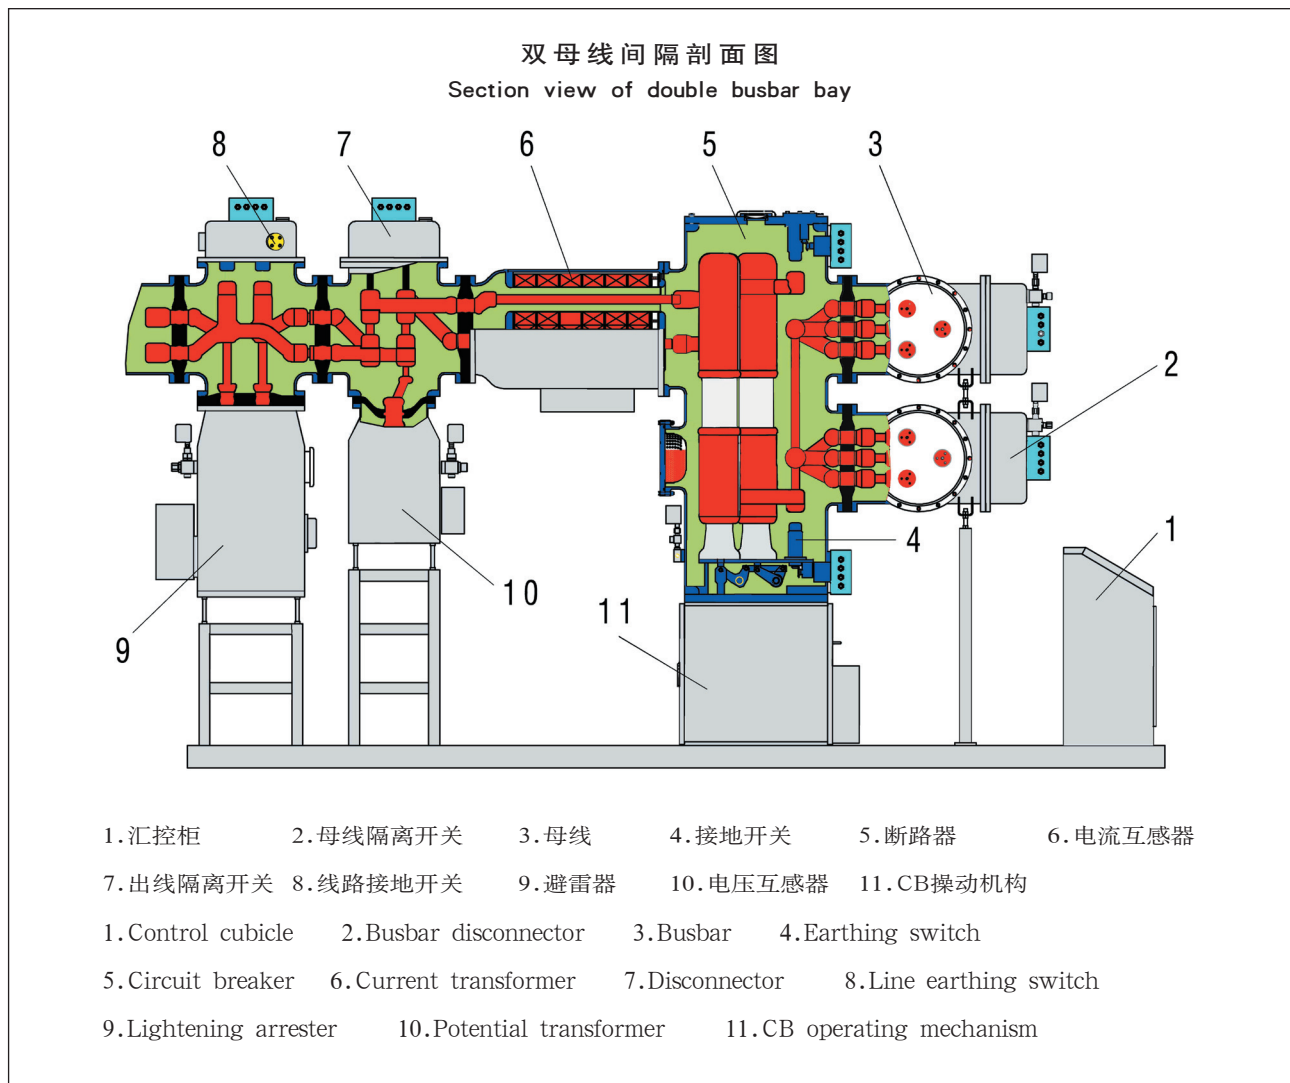 双母线间隔剖面图
Section view of double busbar bay
8 7 6 5 3
2
4 1
10
11
9
1.汇控柜 2.母线隔离开关 3.母线 4.接地开关 5.断路器 6.电流互感器
7.出线隔离开关 8.线路接地开关 9.避雷器 10.电压互感器 11.CB操动机构
1.Control cubicle 2.Busbar disconnector 3.Busbar 4.Earthing switch
5.Circuit breaker 6.Current transformer 7.Disconnector 8.Line earthing switch
9.Lightening arrester 10.Potential transformer 11.CB operating mechanism